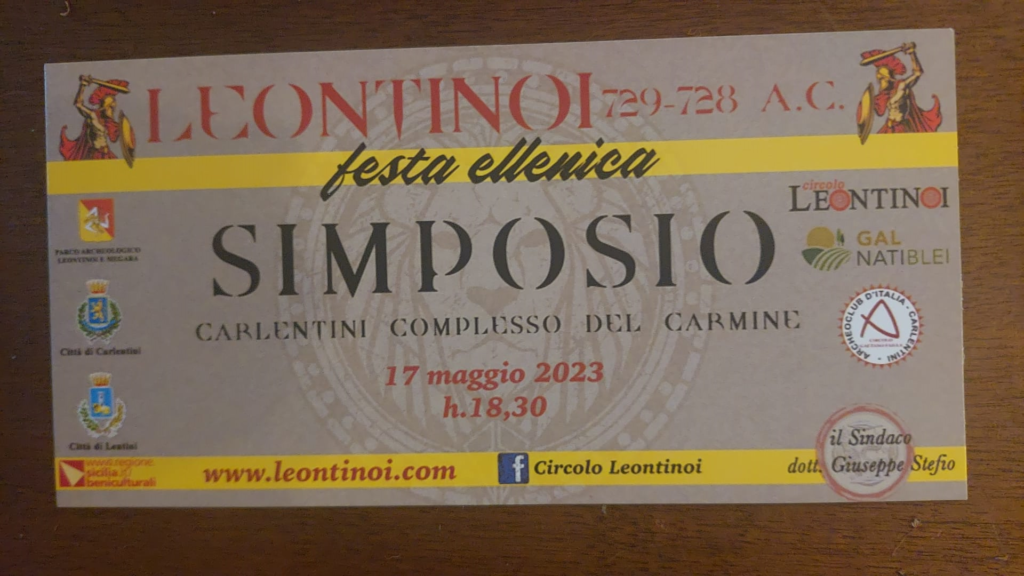 LEONTINOI 729-728 A.C.
festa ellenica
SIMPOSIO
CARLENTINI COMPLESSO DEL CARMINE
17 maggio 2023
h.18,30
PARCO ARCHEOLOGICO
LEONTINOI E MEGARA
Città di Carlentini
Città di Lentini
www.regione.
sicilia.it/
beniculturali
www.leontinoi.com
f Circolo Leontinoi
circolo
LEONTINOI
GAL
NATIBLEI
ARCHEOCLUB D'ITALIA CARLENTINI
il Sindaco
dott. Giuseppe Stefio